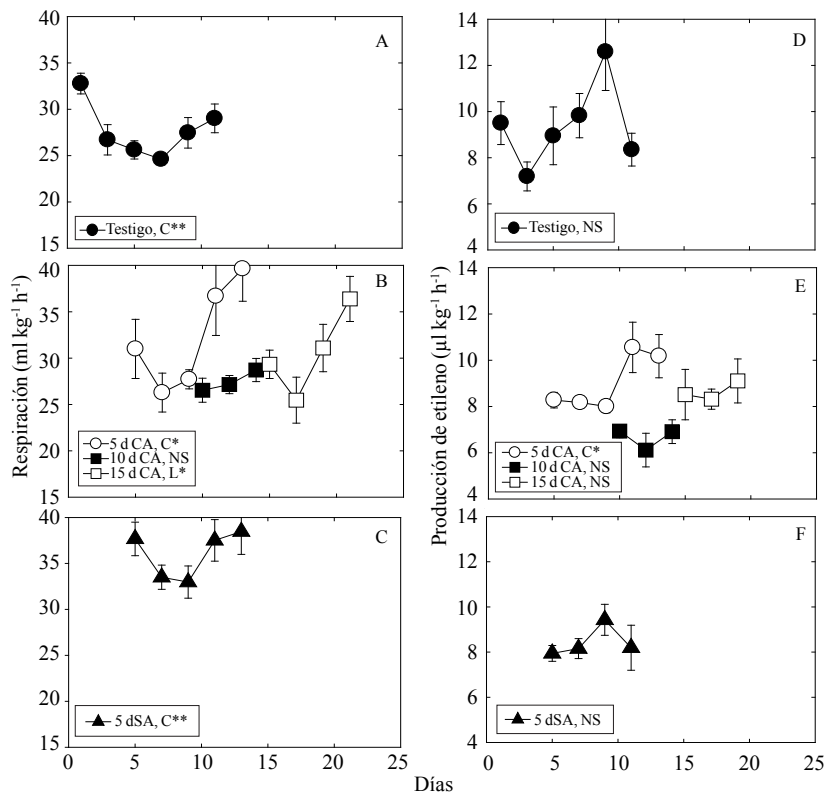 40
35
30
25
20
15
A
Testigo, C**
14
12
10
8
6
4
D
Testigo, NS
Respiración (ml kg⁻¹ h⁻¹)
40
35
30
25
20
15
B
5 d CA, C*
10 d CA, NS
15 d CA, L*
Producción de etileno (µl kg⁻¹ h⁻¹)
14
12
10
8
6
4
E
5 d CA, C*
10 d CA, NS
15 d CA, NS
40
35
30
25
20
15
C
5 dSA, C**
0 5 10 15 20 25
14
12
10
8
6
4
F
5 dSA, NS
0 5 10 15 20 25
Días